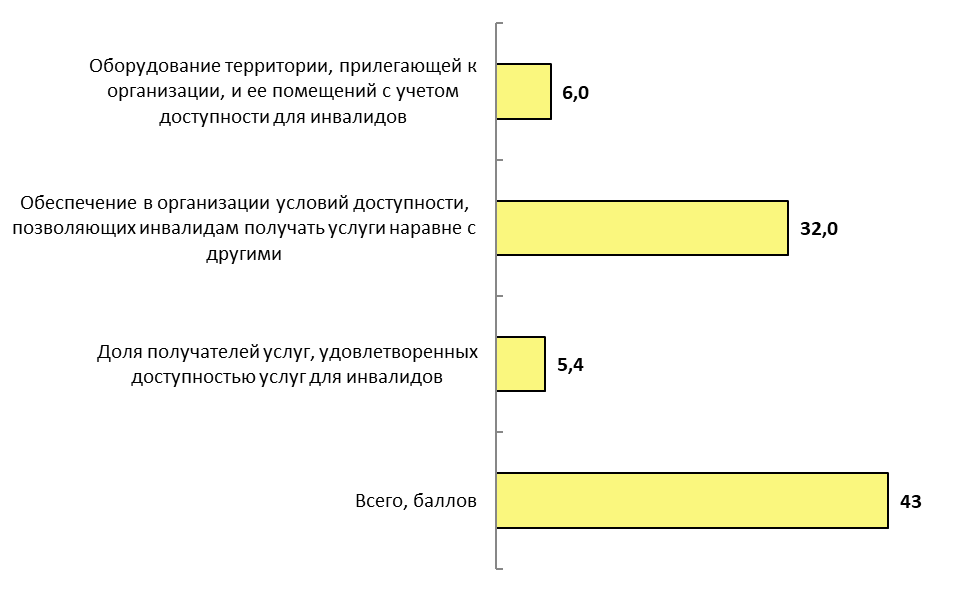 Оборудование территории, прилегающей к
организации, и ее помещений с учетом
доступности для инвалидов
6,0
Обеспечение в организации условий доступности,
позволяющих инвалидам получать услуги наравне с
другими
32,0
Доля получателей услуг, удовлетворенных
доступностью услуг для инвалидов
5,4
Всего, баллов
43